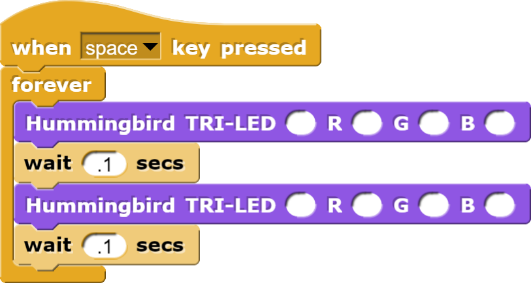 when space key pressed
forever
Hummingbird TRI-LED R G B
wait .1 secs
Hummingbird TRI-LED R G B
wait .1 secs